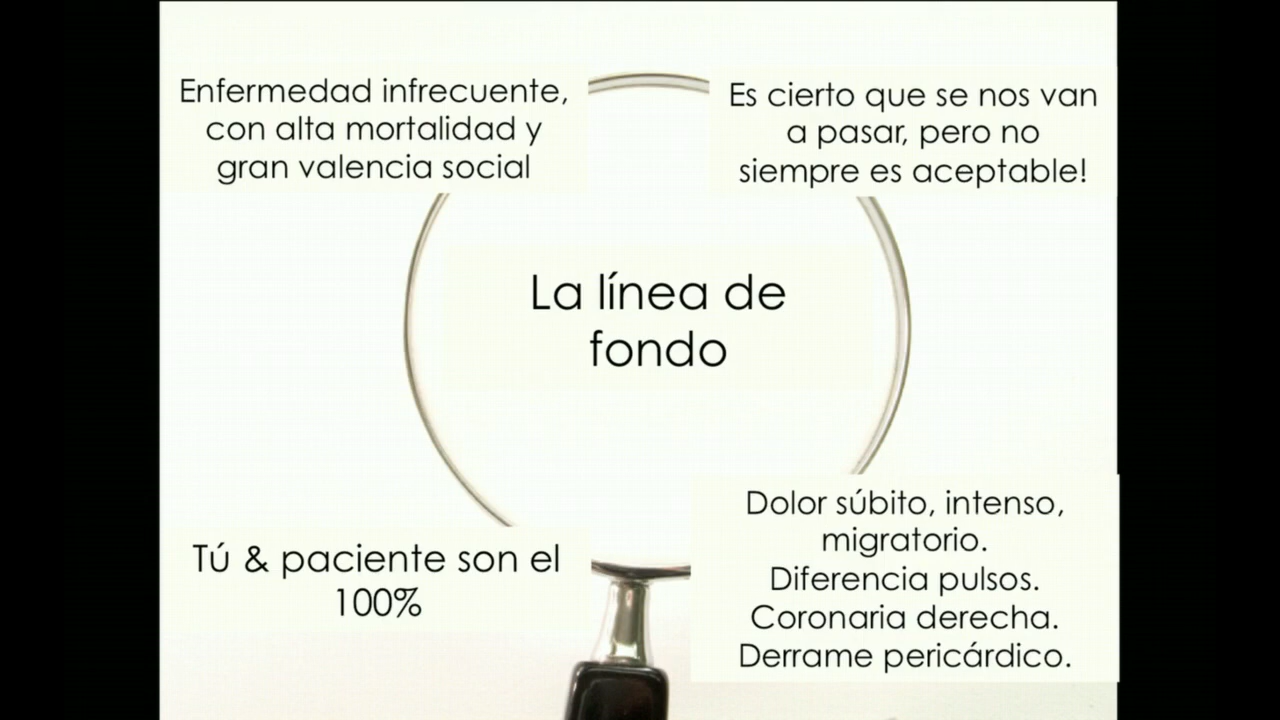 Enfermedad infrecuente,
con alta mortalidad y
gran valencia social
Es cierto que se nos van
a pasar, pero no
siempre es aceptable!
La línea de
fondo
Tú & paciente son el
100%
Dolor súbito, intenso,
migratorio.
Diferencia pulsos.
Coronaria derecha.
Derrame pericárdico.